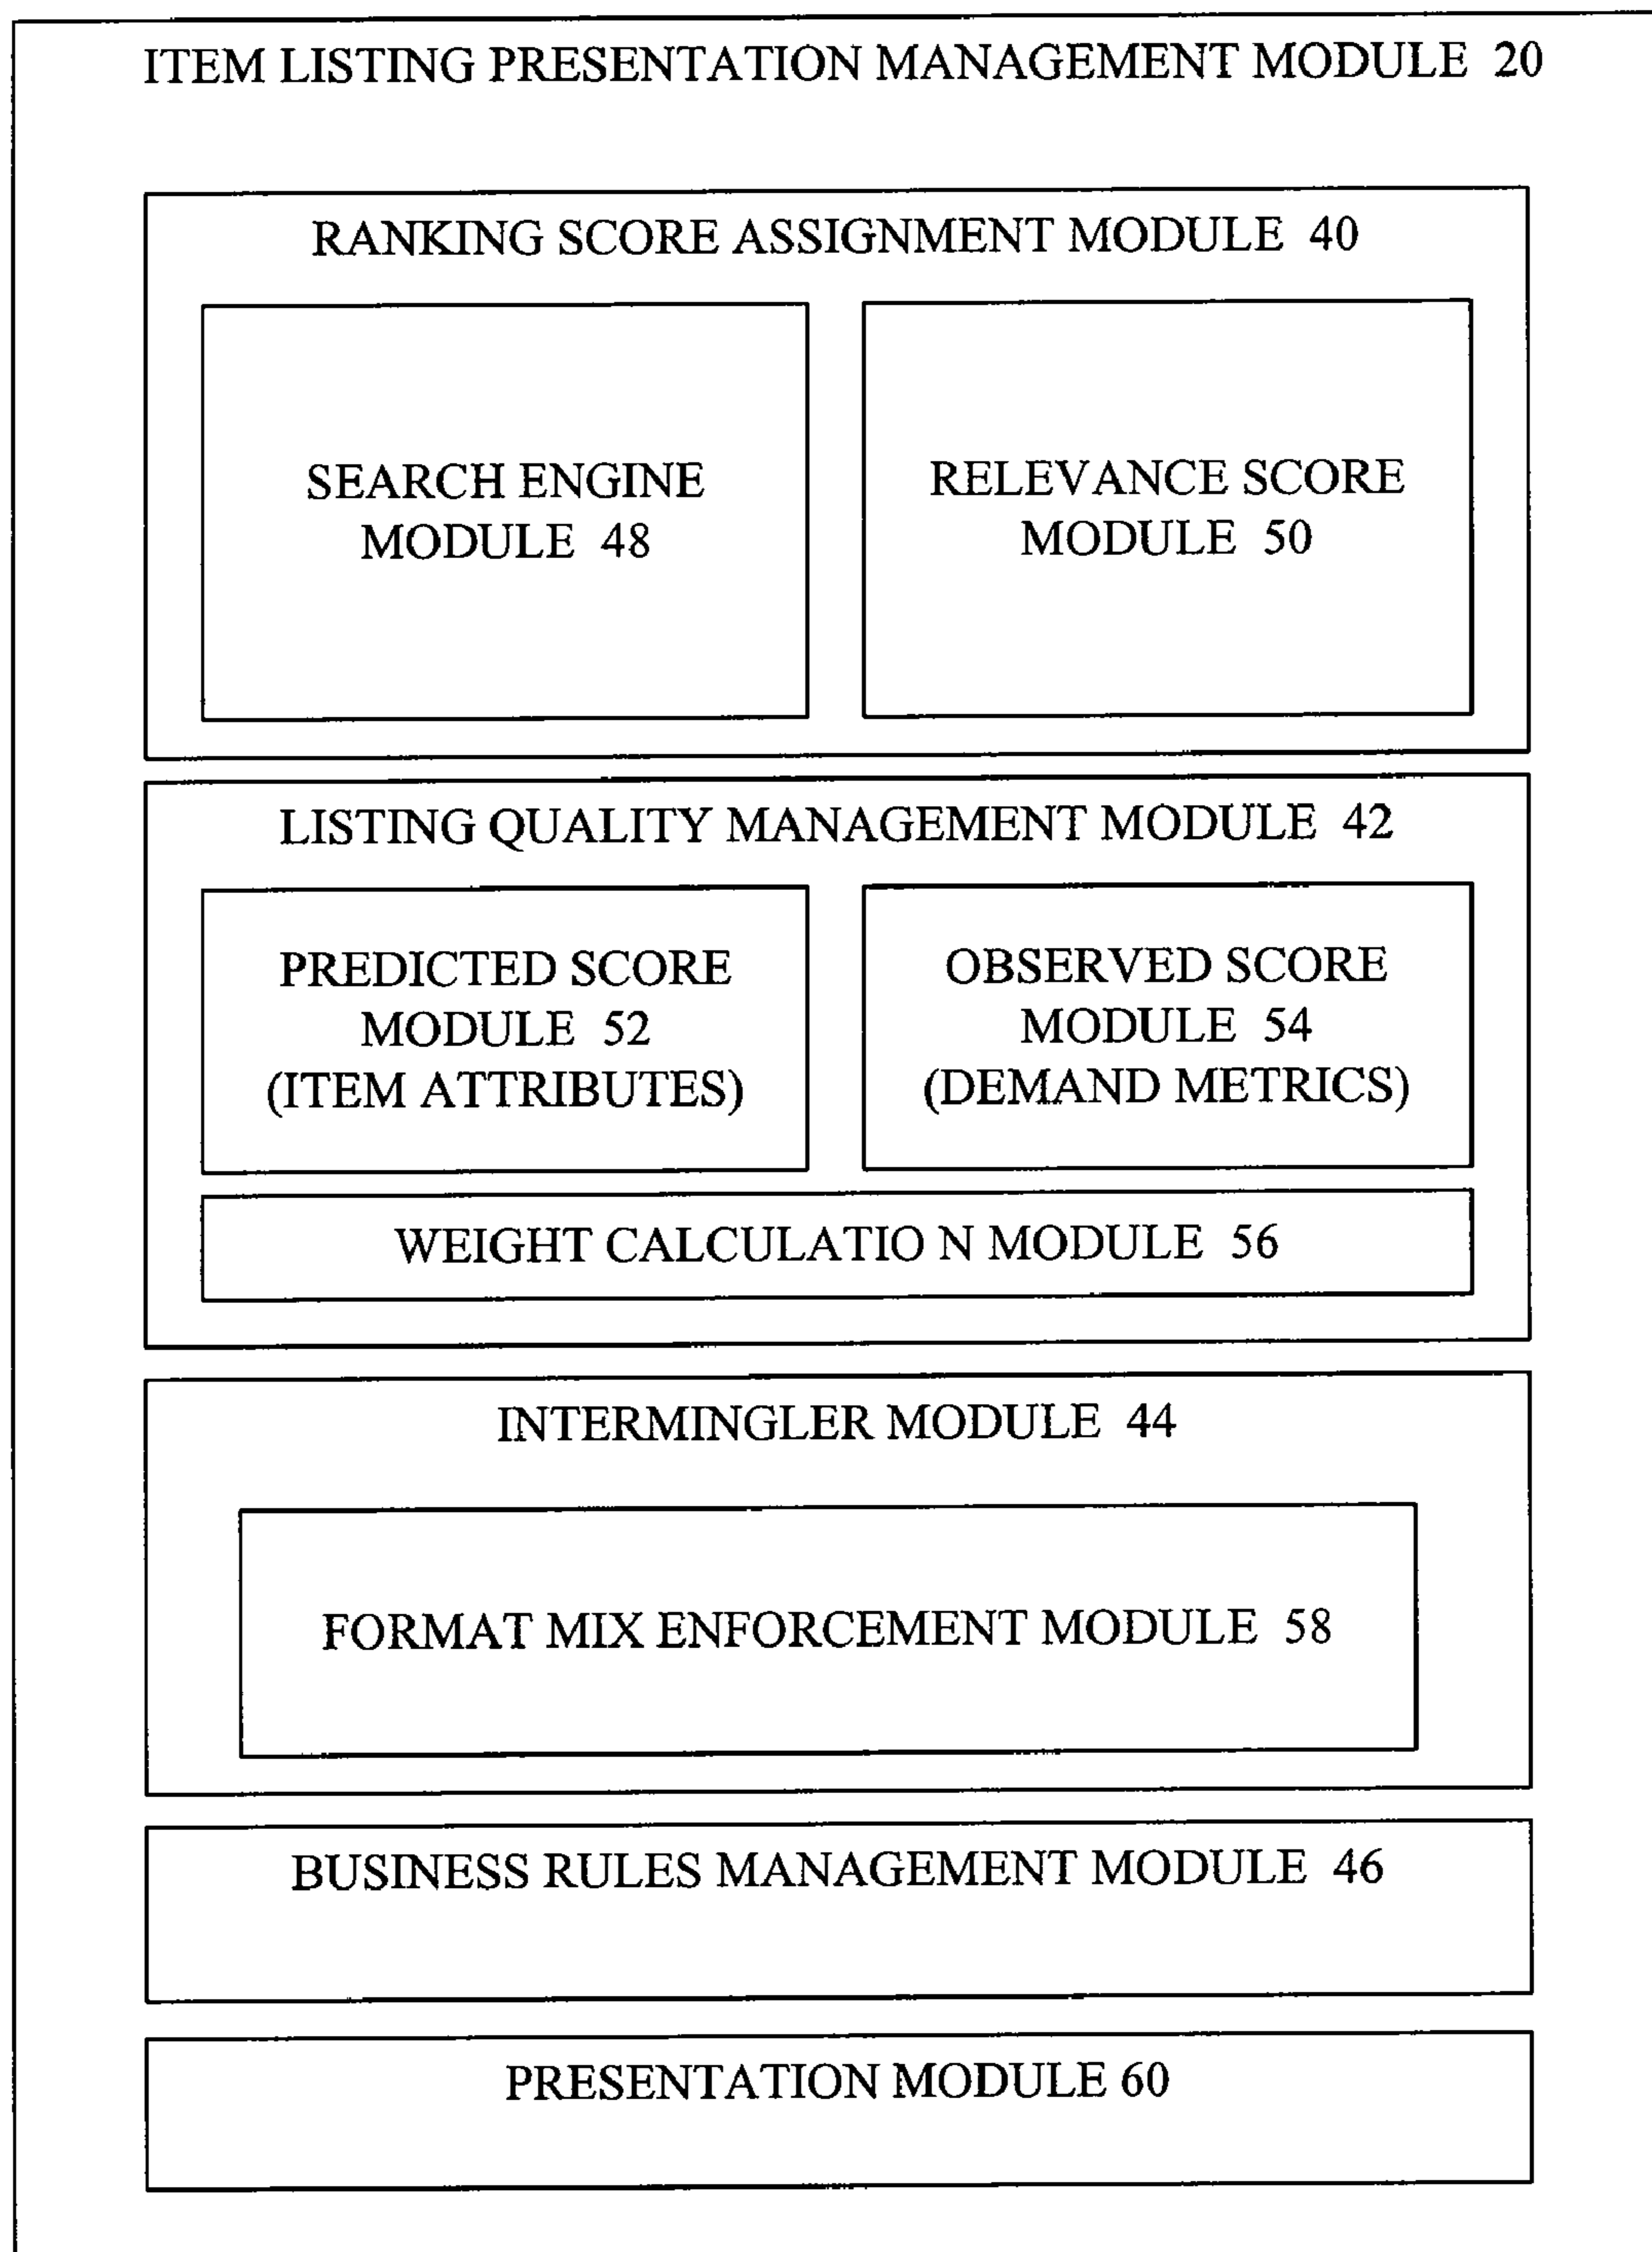 ITEM LISTING PRESENTATION MANAGEMENT MODULE 20
RANKING SCORE ASSIGNMENT MODULE 40
SEARCH ENGINE
MODULE 48
RELEVANCE SCORE
MODULE 50
LISTING QUALITY MANAGEMENT MODULE 42
PREDICTED SCORE
MODULE 52
(ITEM ATTRIBUTES)
OBSERVED SCORE
MODULE 54
(DEMAND METRICS)
WEIGHT CALCULATIO N MODULE 56
INTERMINGLER MODULE 44
FORMAT MIX ENFORCEMENT MODULE 58
BUSINESS RULES MANAGEMENT MODULE 46
PRESENTATION MODULE 60